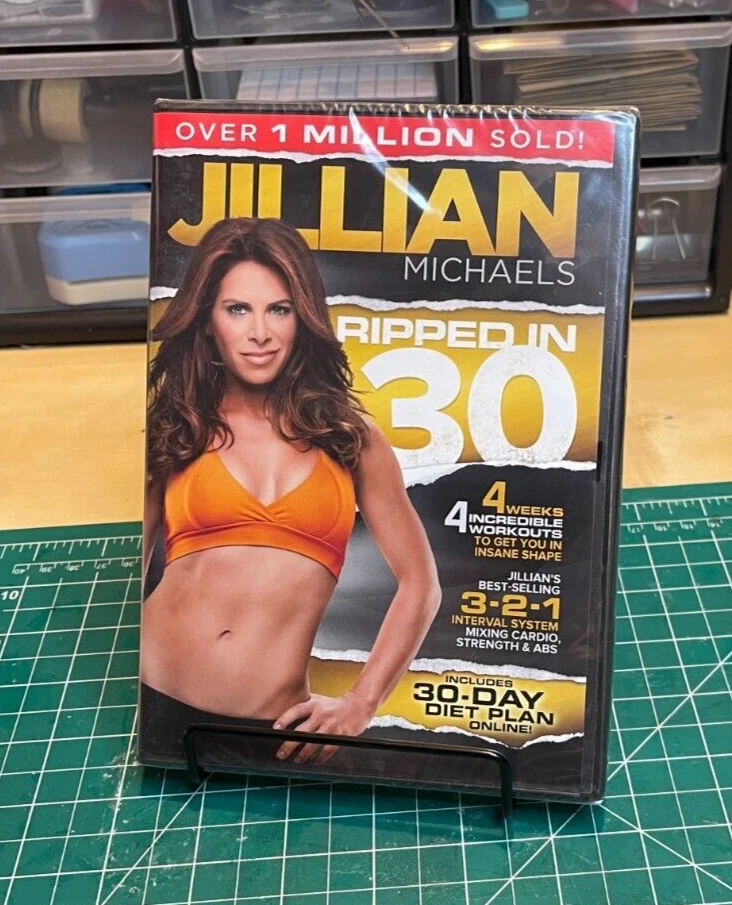 OVER 1 MILLION SOLD!
JILLIAN
MICHAELS
RIPPED IN
30
4 WEEKS
4 INCREDIBLE
WORKOUTS
TO GET YOU IN
INSANE SHAPE
JILLIAN'S
BEST-SELLING
3-2-1
INTERVAL SYSTEM
MIXING CARDIO,
STRENGTH & ABS
INCLUDES
30-DAY
DIET PLAN
ONLINE!
10